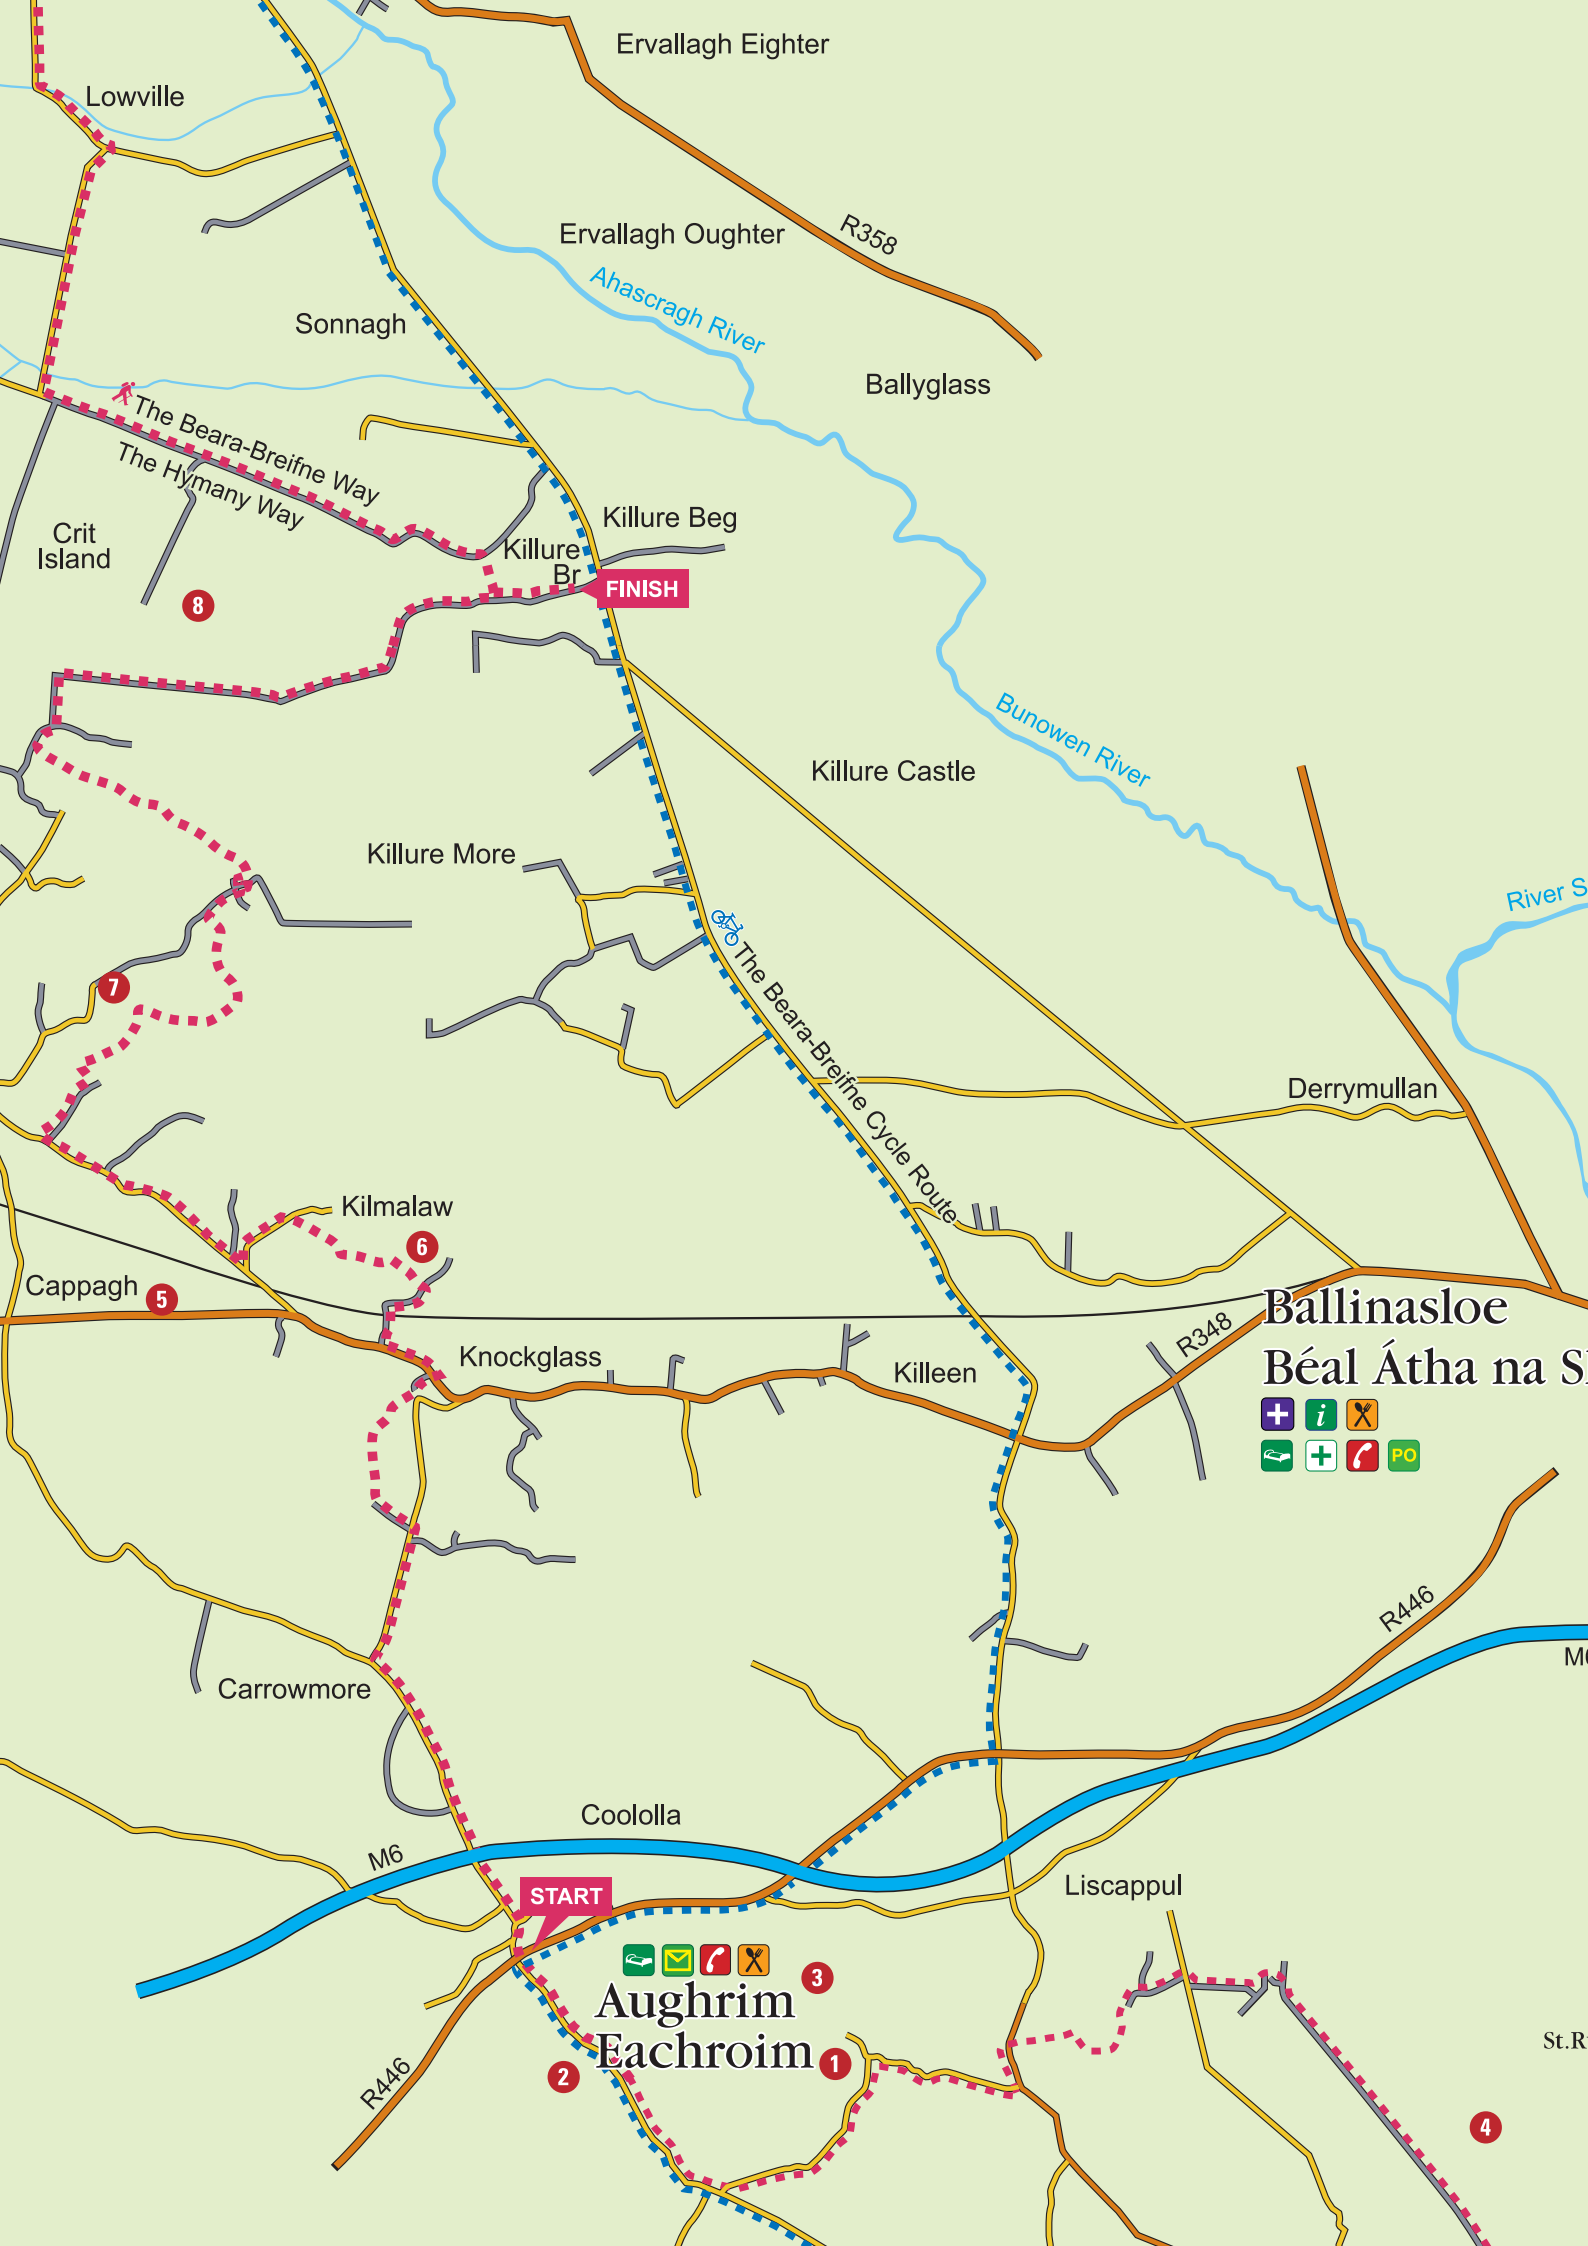 Ervallagh Eighter
Lowville
R358
Ervallagh Oughter
Ahascragh River
Sonnagh
Ballyglass
The Beara-Breifne Way
The Hymany Way
Crit
Island
Killure Beg
Killure
Br
FINISH
8
Bunowen River
Killure Castle
Killure More
River S
The Beara-Breifne Cycle Route
7
Derrymullan
Kilmalaw
6
Cappagh
5
Ballinasloe
Béal Átha na Sl
R348
Knockglass
Killeen
i
PO
R446
M6
Carrowmore
Coololla
M6
Liscappul
START
3
Aughrim
Eachroim
1
2
R446
St.R
4